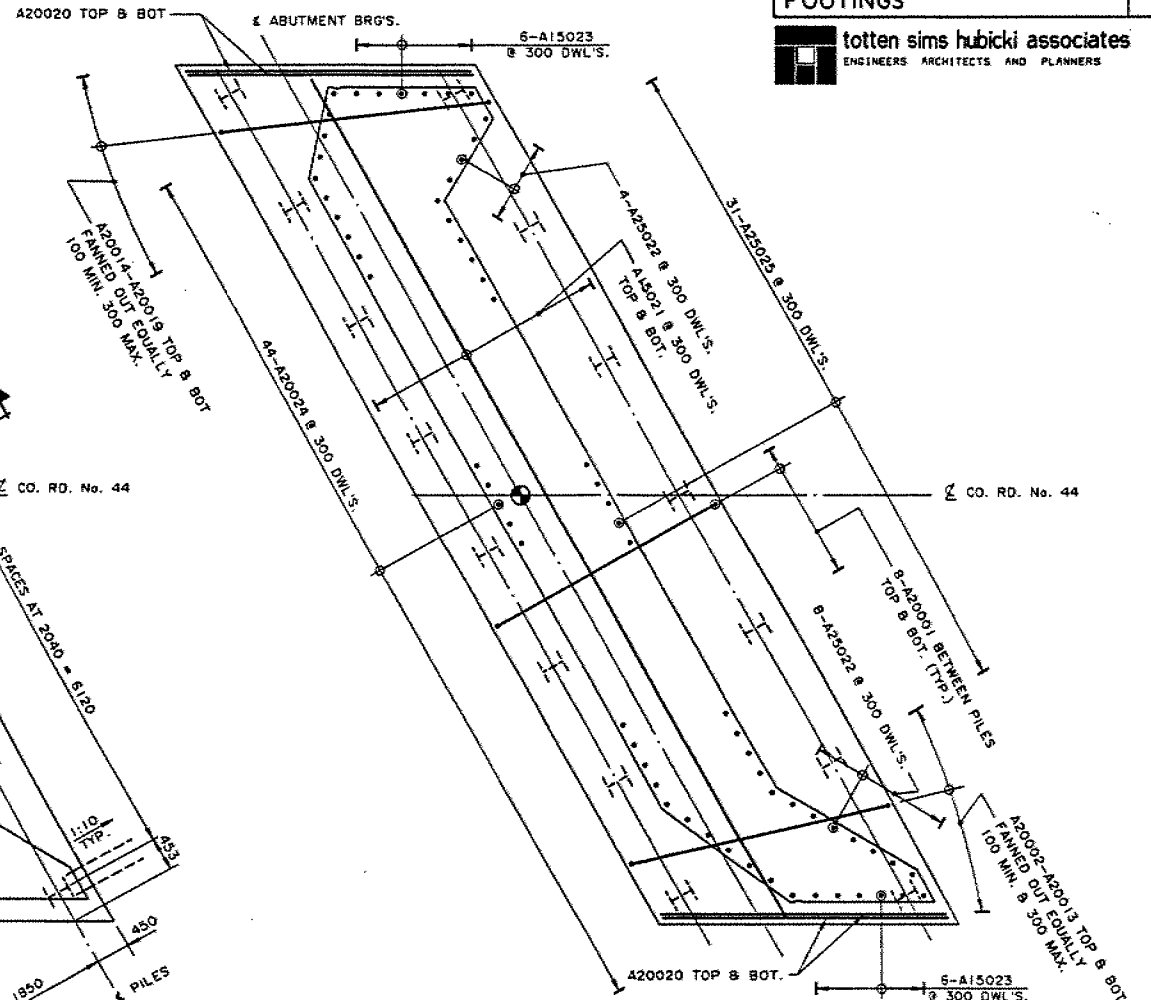 FOOTINGS
totten sims hubicki associates
ENGINEERS ARCHITECTS AND PLANNERS
A20020 TOP & BOT
℄ ABUTMENT BRG'S.
6-A15023
@ 300 DWL'S.
A20014-A20019 TOP & BOT
FANNED OUT EQUALLY
100 MIN. 300 MAX.
4-A25022 @ 300 DWL'S.
A15021 @ 300 DWL'S.
TOP & BOT.
31-A25025 @ 300 DWL'S.
44-A20024 @ 300 DWL'S.
℄ CO. RD. No. 44
℄ CO. RD. No. 44
SPACES AT 2040 = 6120
8-A20001 BETWEEN PILES
TOP & BOT. (TYP.)
8-A25022 @ 300 DWL'S.
A20002-A20013 TOP & BOT
FANNED OUT EQUALLY
100 MIN. @ 300 MAX.
1:10
TYP.
453
450
1850
PILES
A20020 TOP & BOT.
6-A15023
@ 300 DWL'S.